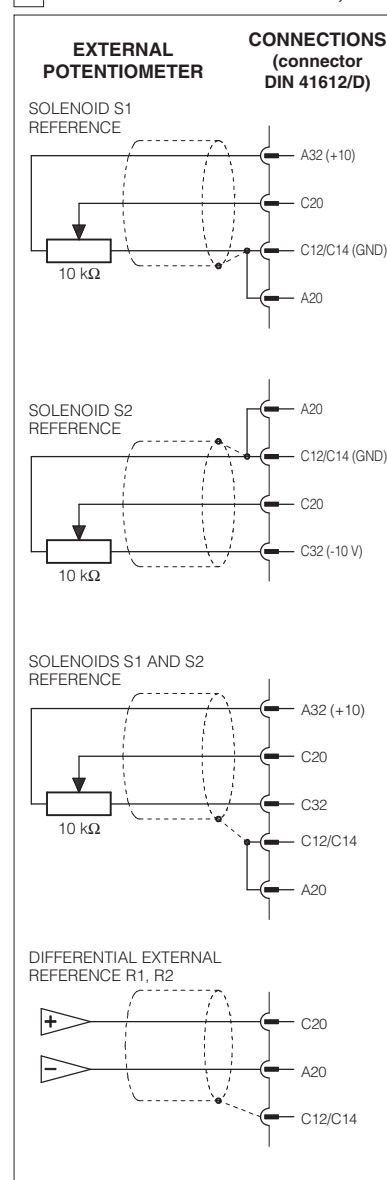 EXTERNAL
POTENTIOMETER
CONNECTIONS
(connector
DIN 41612/D)
SOLENOID S1
REFERENCE
A32 (+10)
C20
C12/C14 (GND)
10 kΩ
A20
SOLENOID S2
REFERENCE
A20
C12/C14 (GND)
C20
C32 (-10 V)
10 kΩ
SOLENOIDS S1 AND S2
REFERENCE
A32 (+10)
C20
C32
10 kΩ
C12/C14
A20
DIFFERENTIAL EXTERNAL
REFERENCE R1, R2
+
C20
−
A20
C12/C14